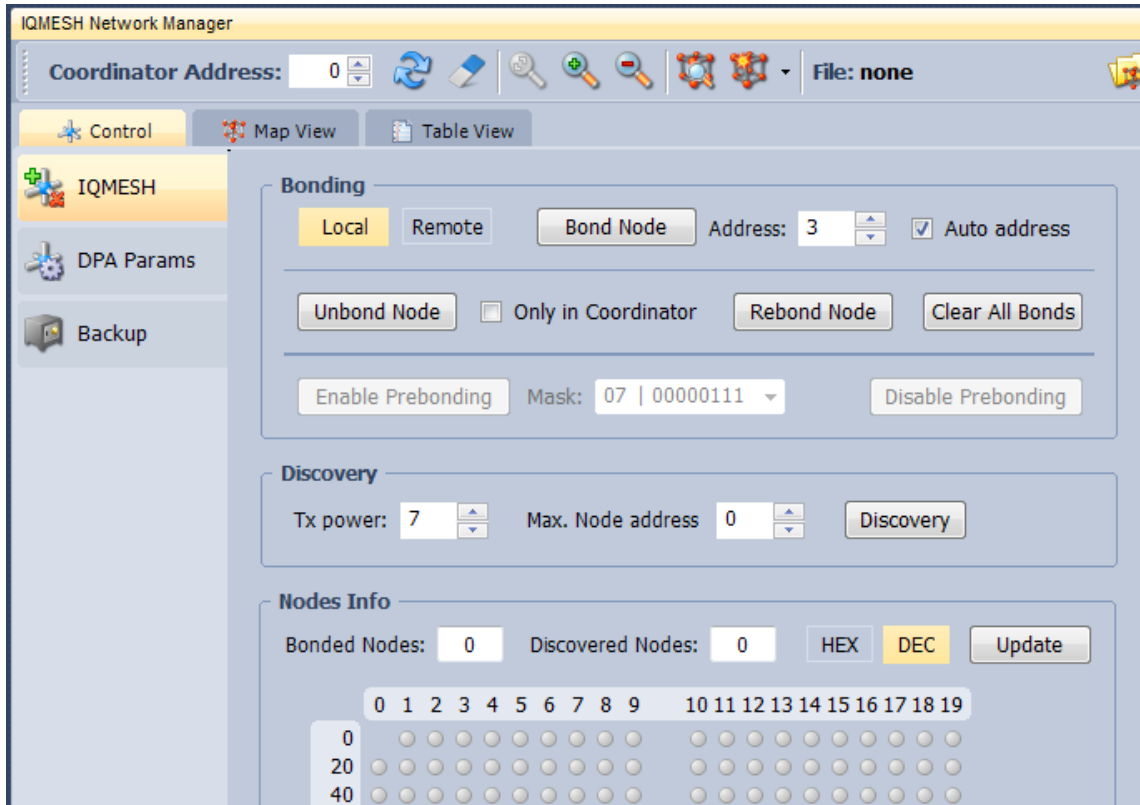 IQMESH Network Manager
Coordinator Address: 0 File: none
Control Map View Table View
IQMESH
DPA Params
Backup
Bonding
Local Remote Bond Node Address: 3 Auto address
Unbond Node Only in Coordinator Rebond Node Clear All Bonds
Enable Prebonding Mask: 07 | 00000111 Disable Prebonding
Discovery
Tx power: 7 Max. Node address 0 Discovery
Nodes Info
Bonded Nodes: 0 Discovered Nodes: 0 HEX DEC Update
0 1 2 3 4 5 6 7 8 9 10 11 12 13 14 15 16 17 18 19
0
20
40